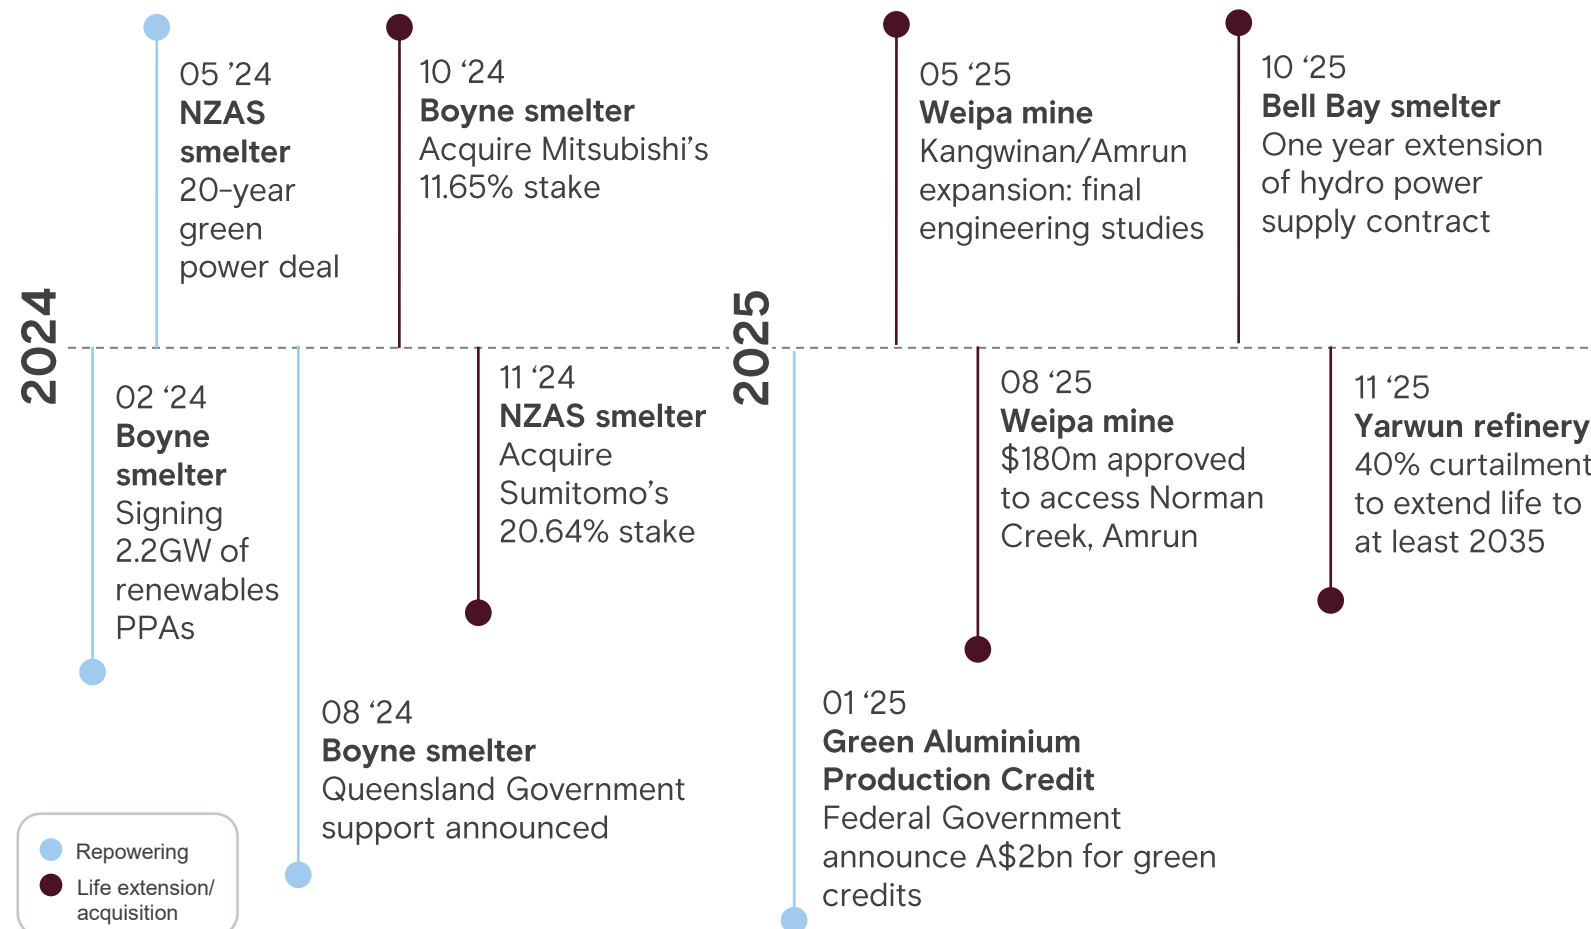 2024
05 ’24
NZAS
smelter
20-year
green
power deal
10 ‘24
Boyne smelter
Acquire Mitsubishi’s
11.65% stake
02 ‘24
Boyne
smelter
Signing
2.2GW of
renewables
PPAs
08 ‘24
Boyne smelter
Queensland Government
support announced
11 ‘24
NZAS smelter
Acquire
Sumitomo’s
20.64% stake
2025
05 ‘25
Weipa mine
Kangwinan/Amrun
expansion: final
engineering studies
10 ‘25
Bell Bay smelter
One year extension
of hydro power
supply contract
01 ‘25
Green Aluminium
Production Credit
Federal Government
announce A$2bn for green
credits
08 ‘25
Weipa mine
$180m approved
to access Norman
Creek, Amrun
11 ‘25
Yarwun refinery
40% curtailment
to extend life to
at least 2035
Repowering
Life extension/
acquisition